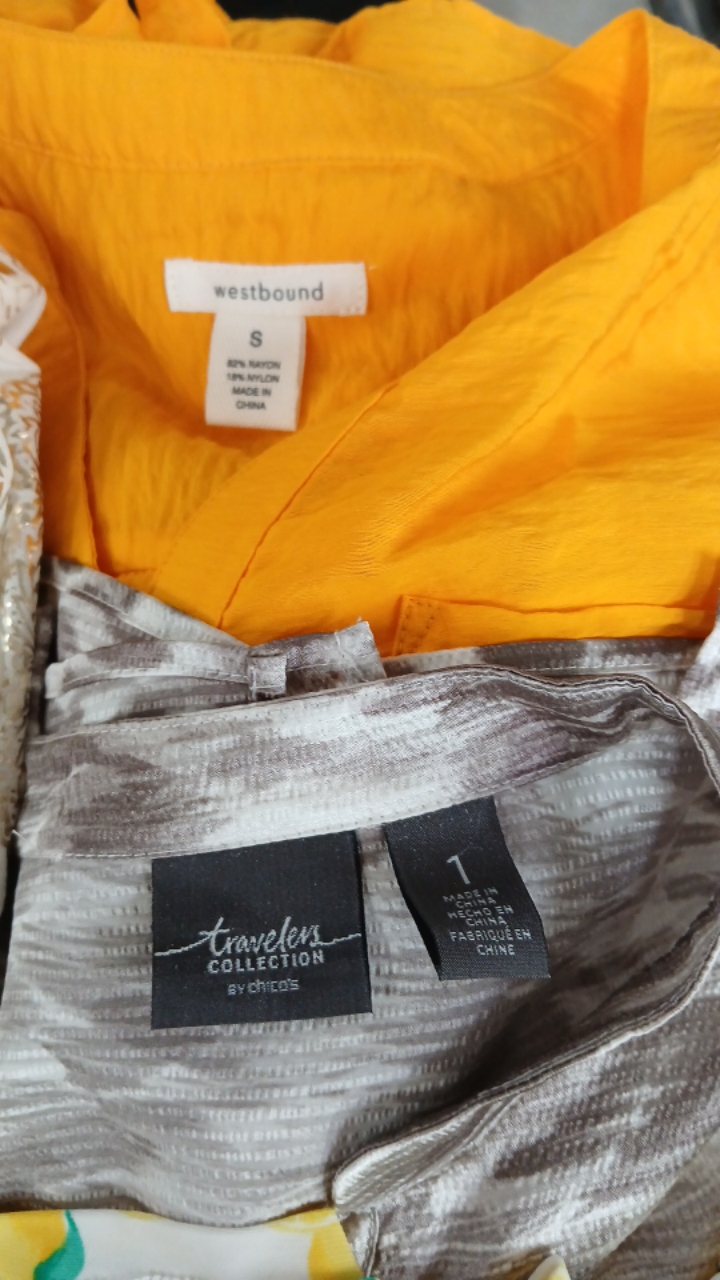 westbound
S
82% RAYON
18% NYLON
MADE IN
CHINA
travelers
COLLECTION
BY chico's
1
MADE IN
CHINA
HECHO EN
CHINA
FABRIQUÉ EN
CHINE